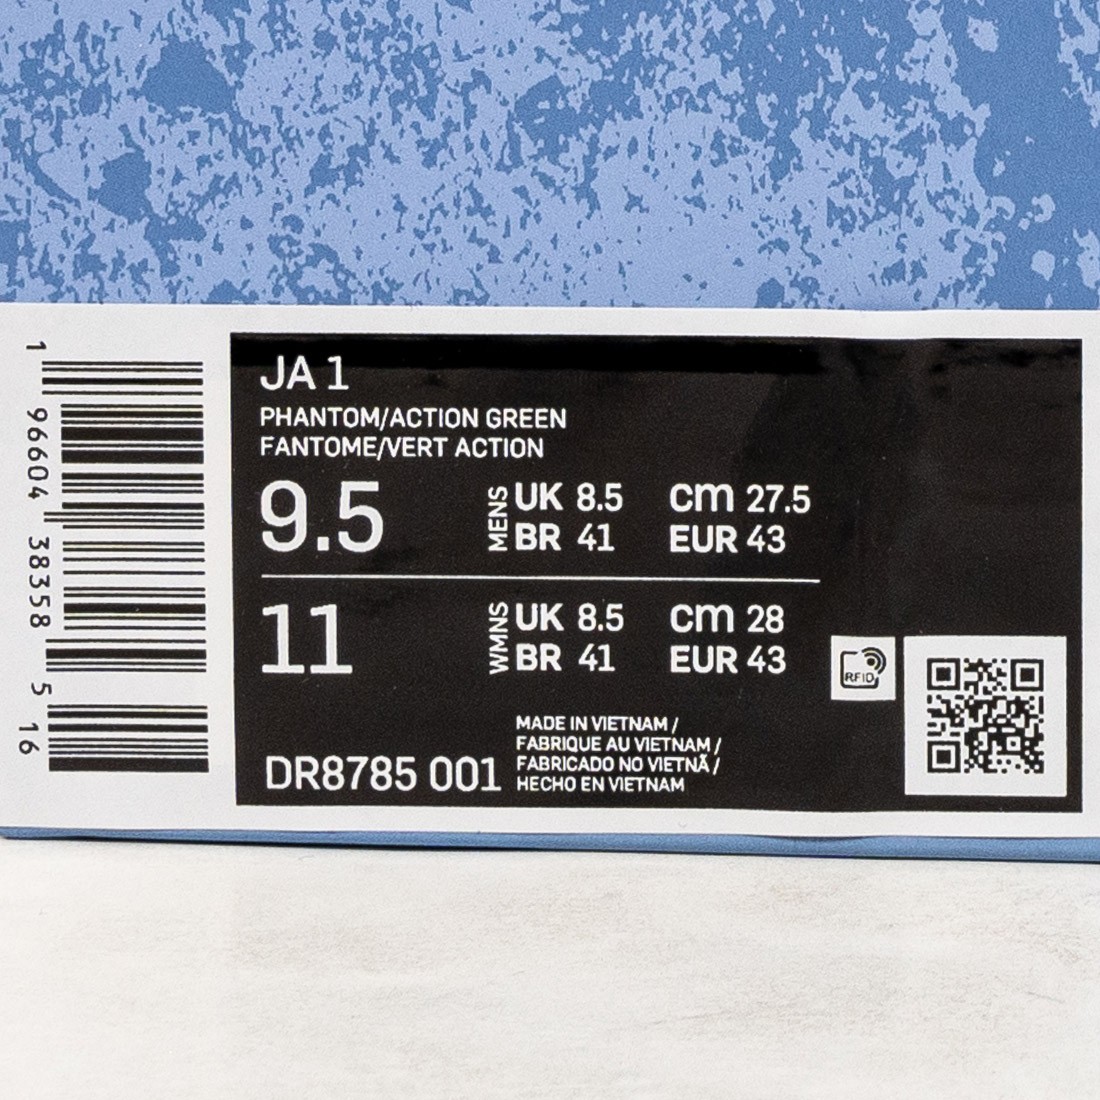 JA 1
PHANTOM/ACTION GREEN
FANTOME/VERT ACTION
9.5 MENS UK 8.5 cm 27.5
BR 41 EUR 43
11 WMNS UK 8.5 cm 28
BR 41 EUR 43
RFID
MADE IN VIETNAM /
FABRIQUE AU VIETNAM /
FABRICADO NO VIETNÃ /
HECHO EN VIETNAM
DR8785 001
1 96604 38358 5 16